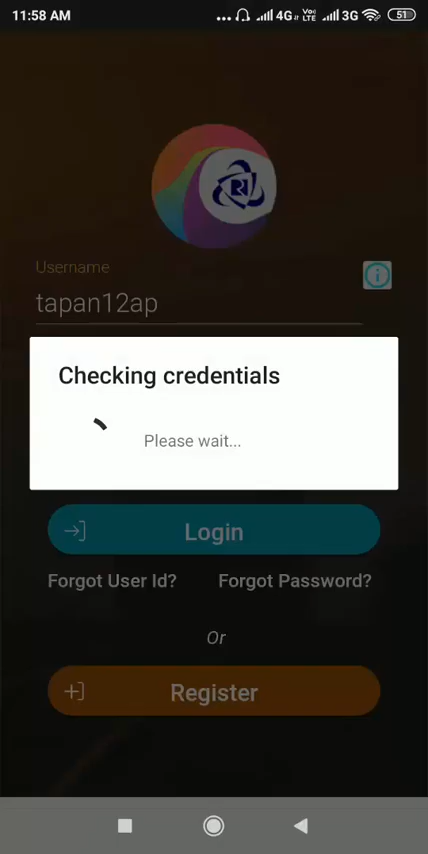 11:58 AM ... 4G Vo) LTE 3G 51
Username
tapan12ap
Checking credentials
Please wait...
Login
Forgot User Id? Forgot Password?
Or
Register